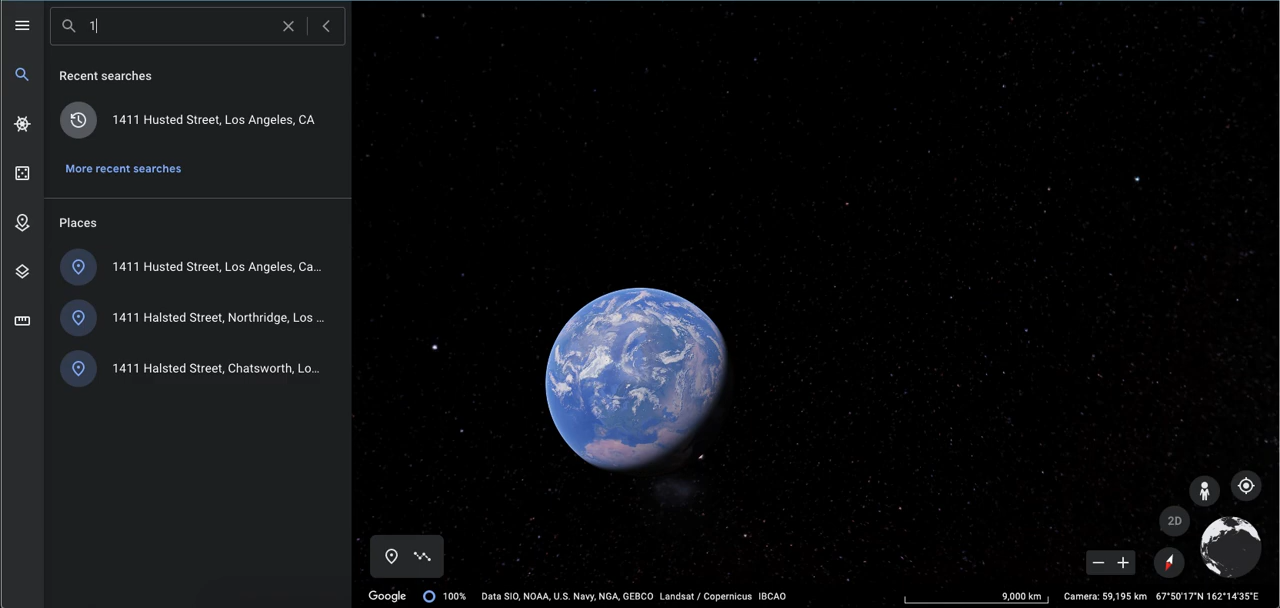 1
Recent searches
1411 Husted Street, Los Angeles, CA
More recent searches
Places
1411 Husted Street, Los Angeles, Ca...
1411 Halsted Street, Northridge, Los ...
1411 Halsted Street, Chatsworth, Lo...
2D
Google 100% Data SIO, NOAA, U.S. Navy, NGA, GEBCO Landsat / Copernicus IBCAO 9,000 km Camera: 59,195 km 67°50'17"N 162°14'35"E